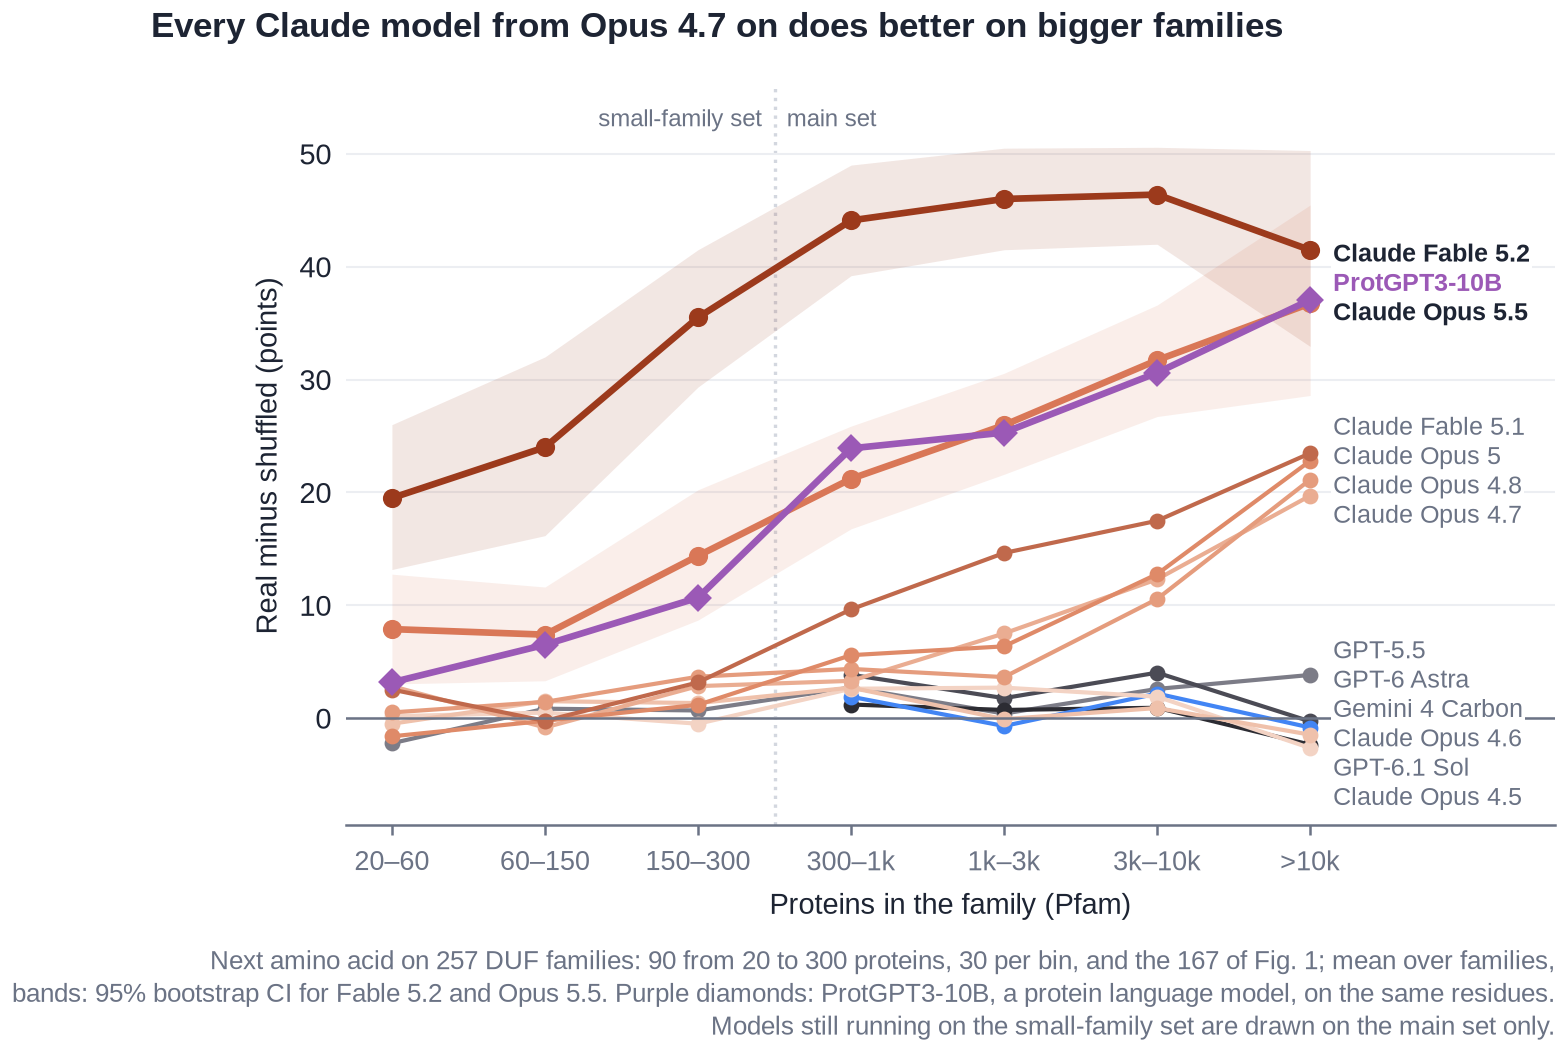 Every Claude model from Opus 4.7 on does better on bigger families
small-family set
main set
50
40
30
20
10
0
Real minus shuffled (points)
Claude Fable 5.2
ProtGPT3-10B
Claude Opus 5.5
Claude Fable 5.1
Claude Opus 5
Claude Opus 4.8
Claude Opus 4.7
GPT-5.5
GPT-6 Astra
Gemini 4 Carbon
Claude Opus 4.6
GPT-6.1 Sol
Claude Opus 4.5
20–60
60–150
150–300
300–1k
1k–3k
3k–10k
>10k
Proteins in the family (Pfam)
Next amino acid on 257 DUF families: 90 from 20 to 300 proteins, 30 per bin, and the 167 of Fig. 1; mean over families,
bands: 95% bootstrap CI for Fable 5.2 and Opus 5.5. Purple diamonds: ProtGPT3-10B, a protein language model, on the same residues.
Models still running on the small-family set are drawn on the main set only.